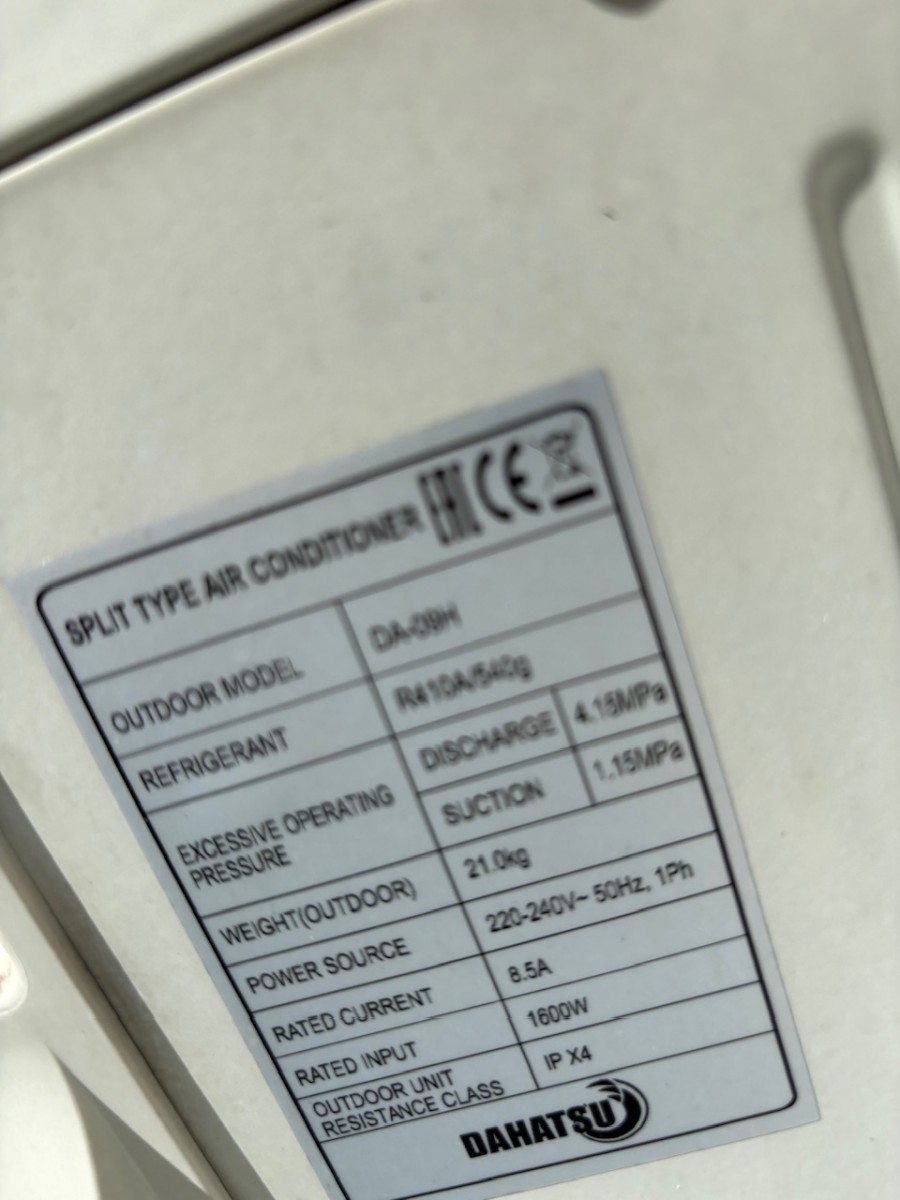 SPLIT TYPE AIR CONDITIONER EAC CE
OUTDOOR MODEL DA-09H
REFRIGERANT R410A/540g
EXCESSIVE OPERATING PRESSURE DISCHARGE 4.15MPa
SUCTION 1.15MPa
WEIGHT(OUTDOOR) 21.0kg
POWER SOURCE 220-240V~ 50Hz, 1Ph
RATED CURRENT 8.5A
RATED INPUT 1600W
OUTDOOR UNIT
RESISTANCE CLASS IP X4
DAHATSU